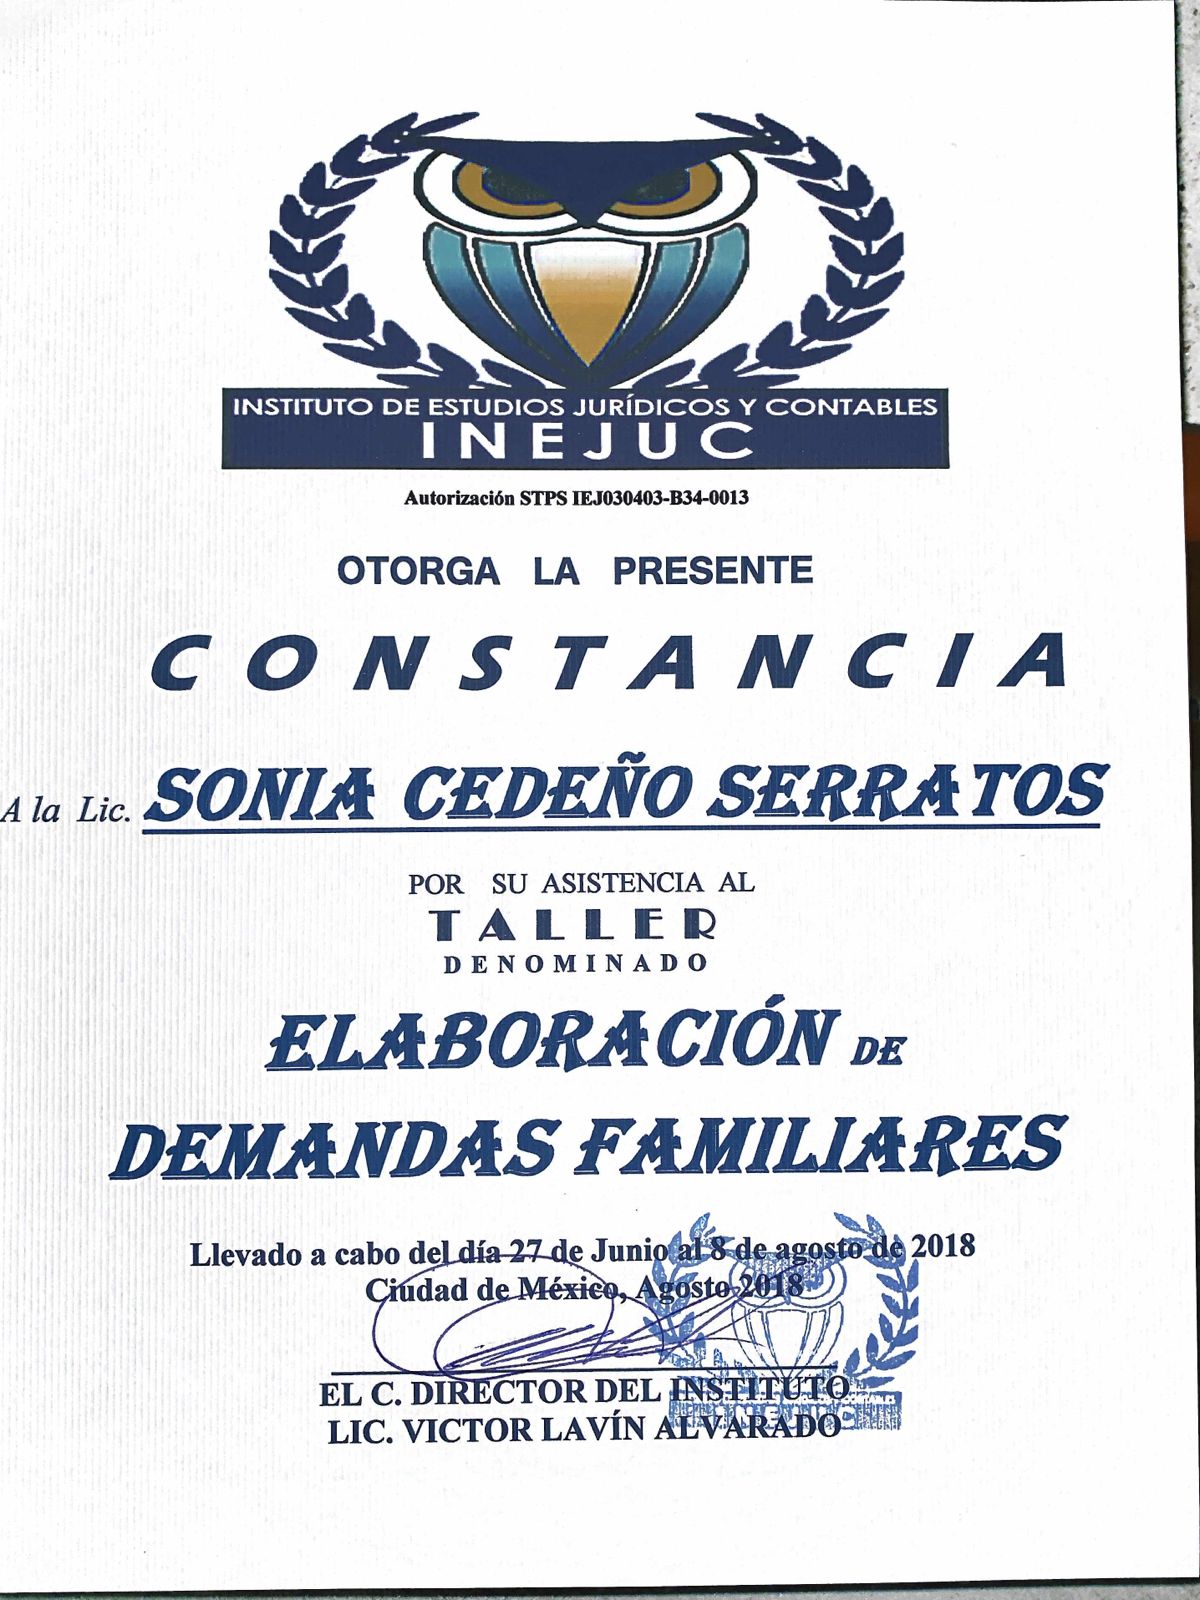 INSTITUTO DE ESTUDIOS JURÍDICOS Y CONTABLES
INEJUC
Autorización STPS IEJ030403-B34-0013
OTORGA LA PRESENTE
CONSTANCIA
A la Lic. SONIA CEDEÑO SERRATOS
POR SU ASISTENCIA AL
TALLER
DENOMINADO
ELABORACIÓN DE
DEMANDAS FAMILIARES
Llevado a cabo del día 27 de Junio al 8 de agosto de 2018
Ciudad de México, Agosto 2018
EL C. DIRECTOR DEL INSTITUTO
LIC. VICTOR LAVÍN ALVARADO